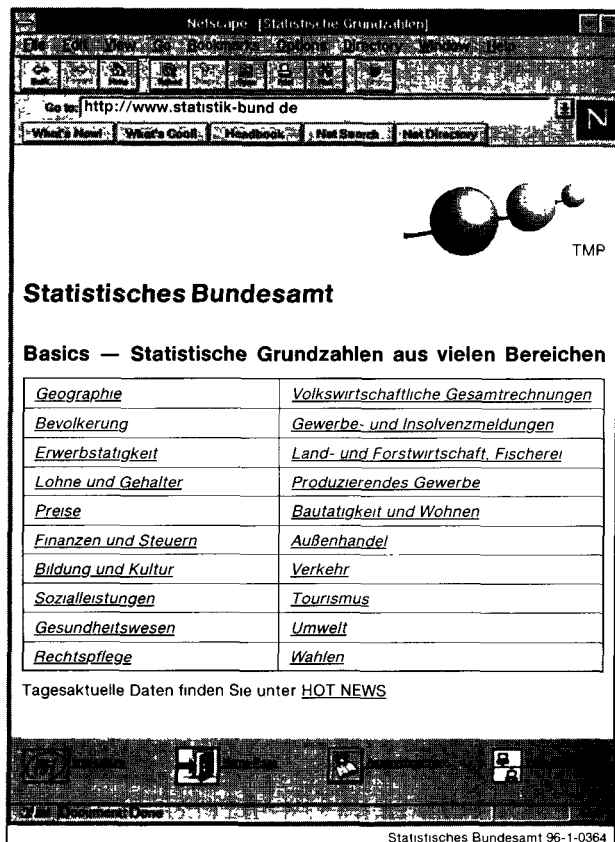 Netscape [Statistische Grundzahlen]
File Edit View Go Bookmarks Options Directory Window Help
Go to: http://www.statistik-bund de
What's New! What's Cool! Handbook Net Search Net Directory
N
TMP
Statistisches Bundesamt
Basics — Statistische Grundzahlen aus vielen Bereichen
Geographie Volkswirtschaftliche Gesamtrechnungen
Bevolkerung Gewerbe- und Insolvenzmeldungen
Erwerbstatigkeit Land- und Forstwirtschaft, Fischerei
Lohne und Gehalter Produzierendes Gewerbe
Preise Bautatigkeit und Wohnen
Finanzen und Steuern Außenhandel
Bildung und Kultur Verkehr
Sozialleistungen Tourismus
Gesundheitswesen Umwelt
Rechtspflege Wahlen
Tagesaktuelle Daten finden Sie unter HOT NEWS
Document: Done
Statistisches Bundesamt 96-1-0364